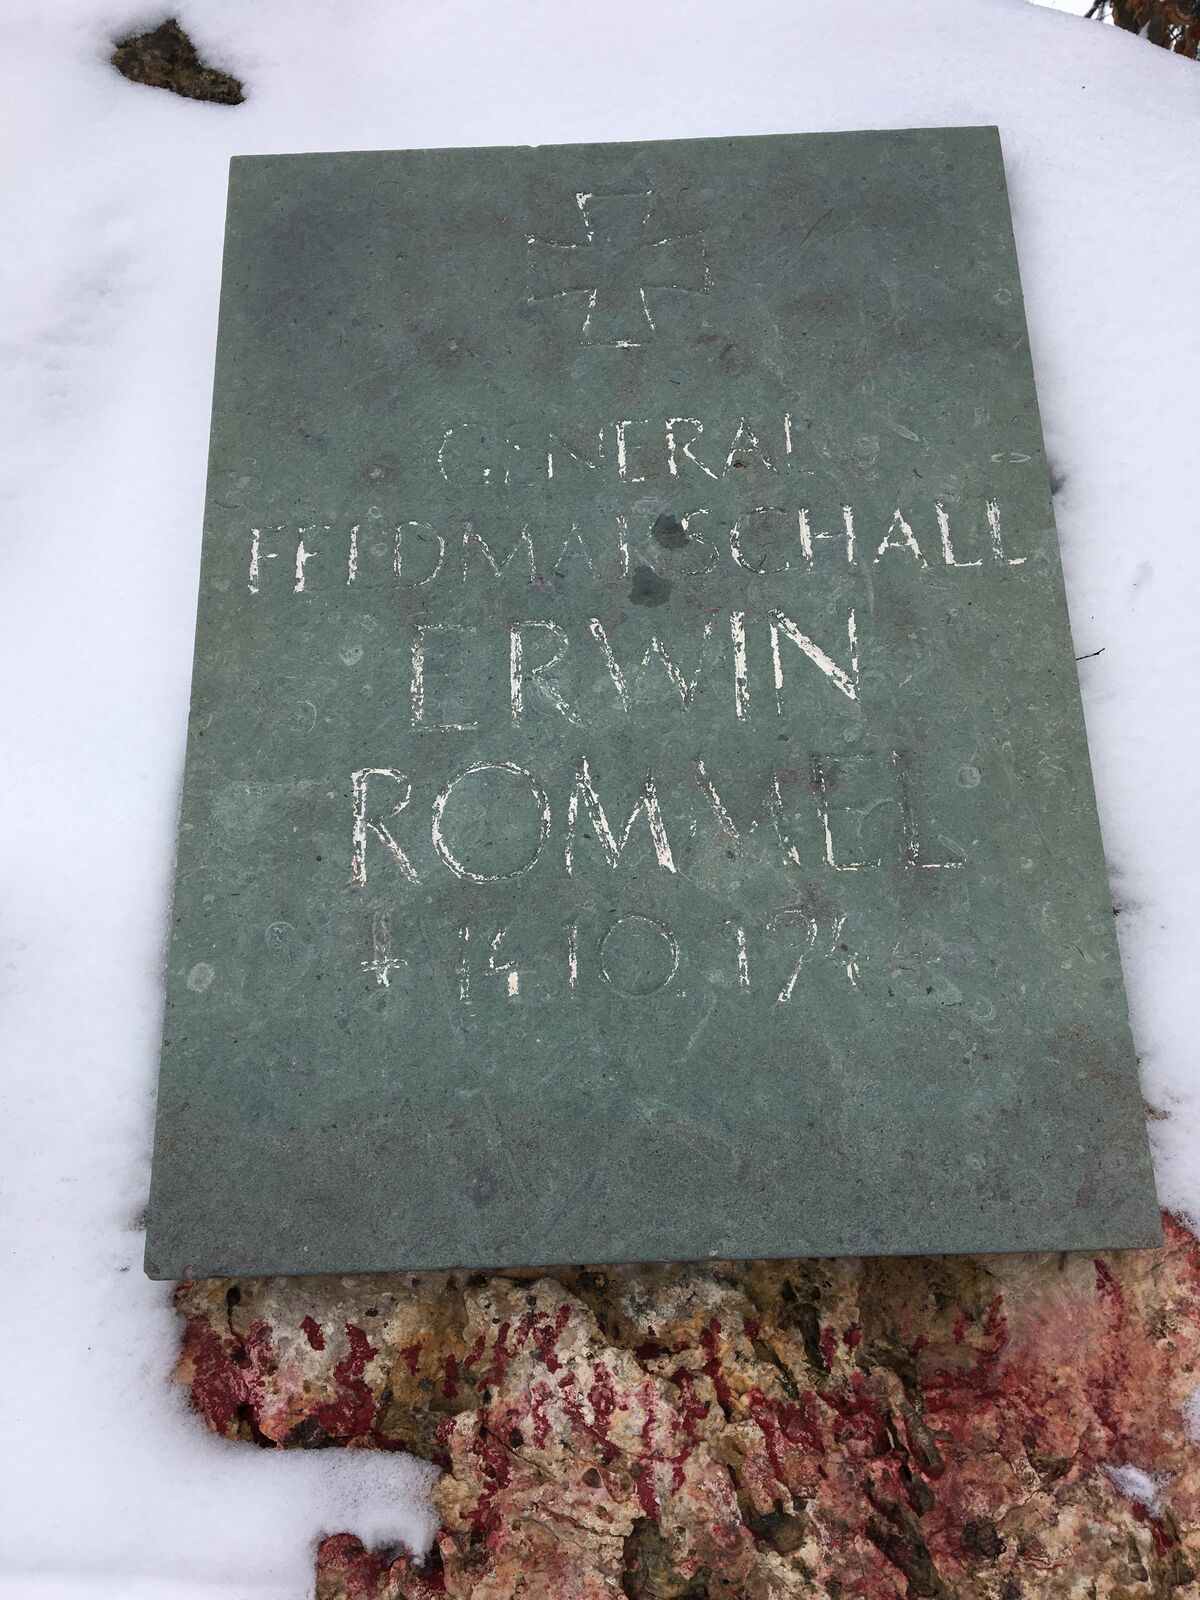 GENERAL
FELDMARSCHALL
ERWIN
ROMMEL
† 14.10.1944